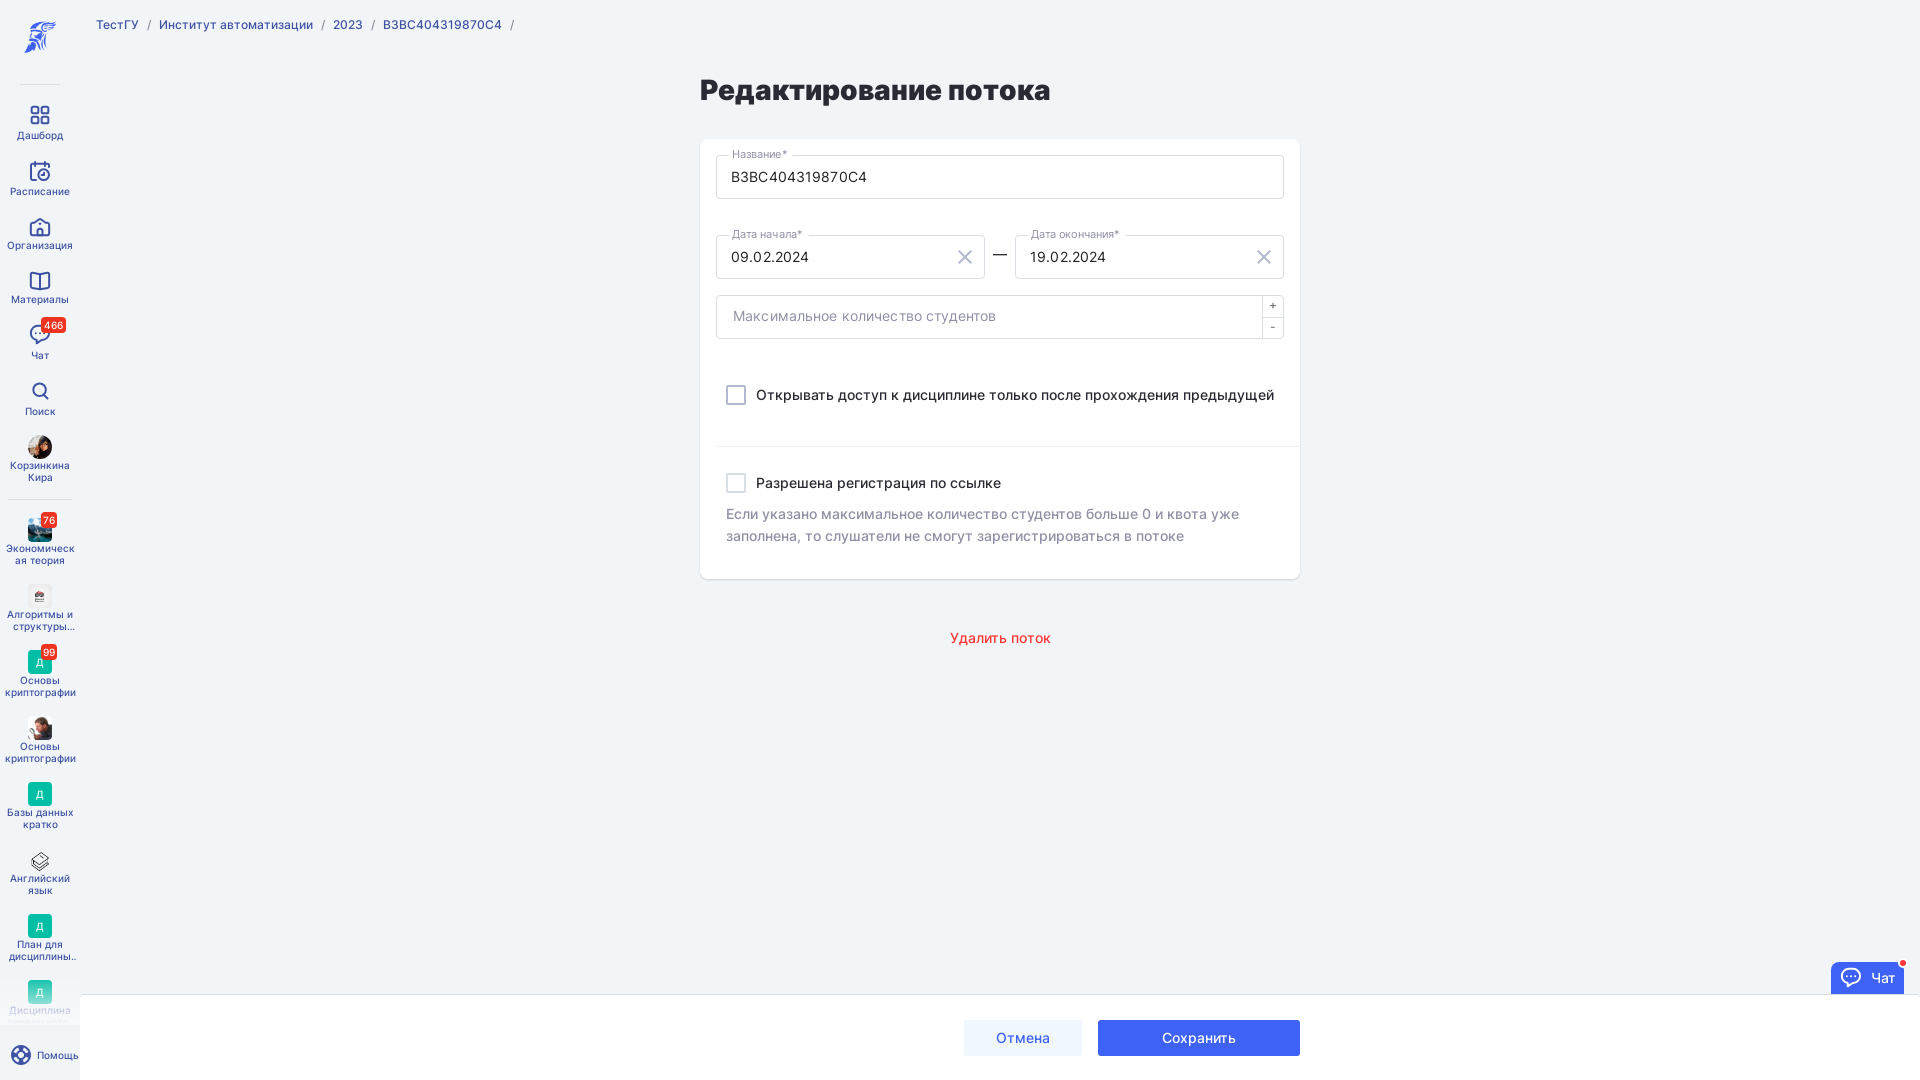 ТестГУ / Институт автоматизации / 2023 / B3BC404319870C4 /
Редактирование потока
Название*
B3BC404319870C4
Дата начала*
09.02.2024
—
Дата окончания*
19.02.2024
Максимальное количество студентов
+
-
Открывать доступ к дисциплине только после прохождения предыдущей
Разрешена регистрация по ссылке
Если указано максимальное количество студентов больше 0 и квота уже
заполнена, то слушатели не смогут зарегистрироваться в потоке
Удалить поток
Отмена
Сохранить
Чат
Дашборд
Расписание
Организация
Материалы
466
Чат
Поиск
Корзинкина
Кира
76
Экономическ
ая теория
Алгоритмы и
структуры...
Д
99
Основы
криптографии
Основы
криптографии
Д
Базы данных
кратко
Английский
язык
Д
План для
дисциплины..
Д
Дисциплина
Помощь